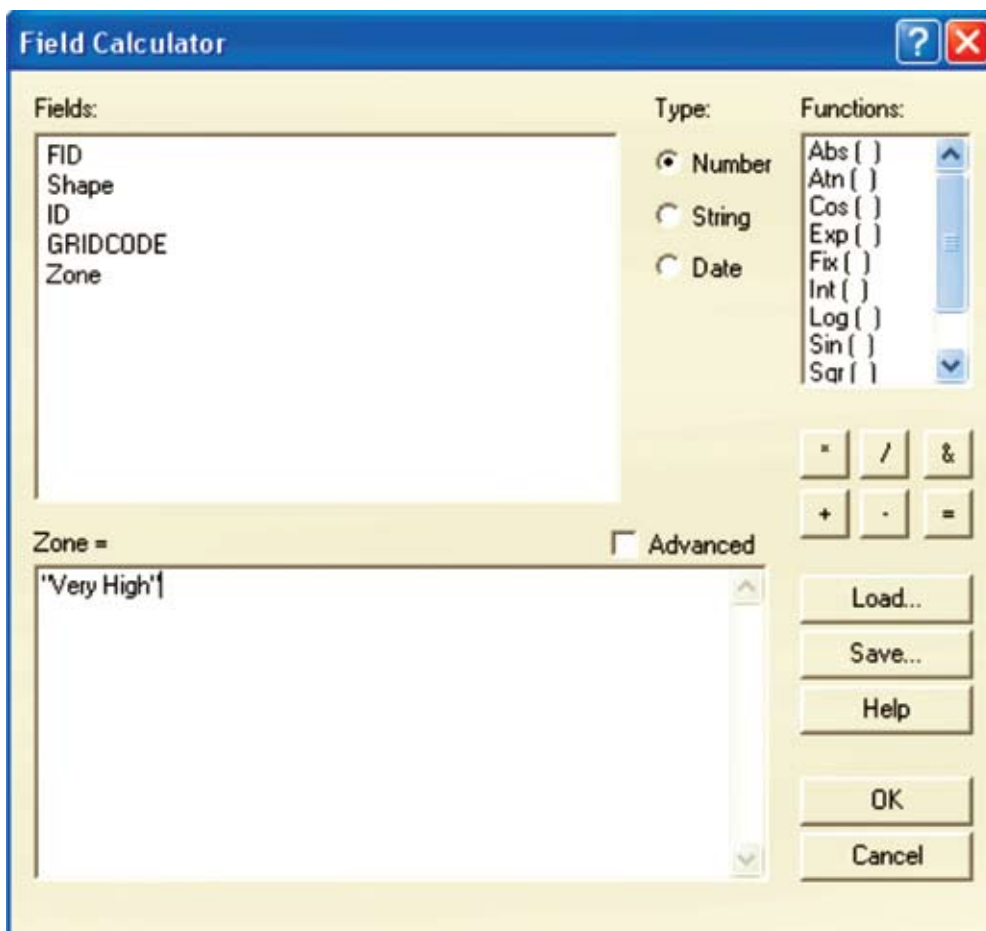 Field Calculator
?
Fields:
FID
Shape
ID
GRIDCODE
Zone
Type:
Number
String
Date
Functions:
Abs ( )
Atn ( )
Cos ( )
Exp ( )
Fix ( )
Int ( )
Log ( )
Sin ( )
Sqr ( )
* / &
+ - =
Zone =
Advanced
"Very High"
Load...
Save...
Help
OK
Cancel